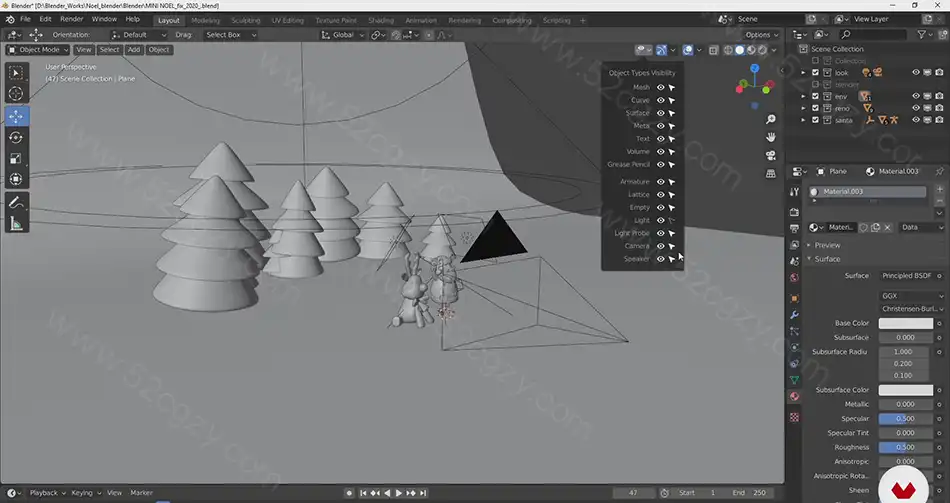 Blender* [D:\Blender_Works\Noel_blender\Blender\MINI NOEL_fix_2020_.blend]
File Edit Render Window Help Layout Modeling Sculpting UV Editing Texture Paint Shading Animation Rendering Compositing Scripting + Scene View Layer
Orientation: Default Drag: Select Box Global Options
Object Mode View Select Add Object
User Perspective
(47) Scene Collection | Plane
Object Types Visibility
Mesh
Curve
Surface
Meta
Text
Volume
Grease Pencil
Armature
Lattice
Empty
Light
Light Probe
Camera
Speaker
Z
Scene Collection
Collection
look
env
reno
santa
Plane Material.003
Material.003
Materi... Data
Preview
Surface
Surface Principled BSDF
GGX
Christensen-Burl...
Base Color
Subsurface 0.000
Subsurface Radiu 1.000
0.200
0.100
Subsurface Color
Metallic 0.000
Specular 0.500
Specular Tint 0.000
Roughness 0.500
Anisotropic 0.000
Anisotropic Rota...
Sheen
Playback Keying View Marker 47 Start 1 End 250
www.52cgzy.com